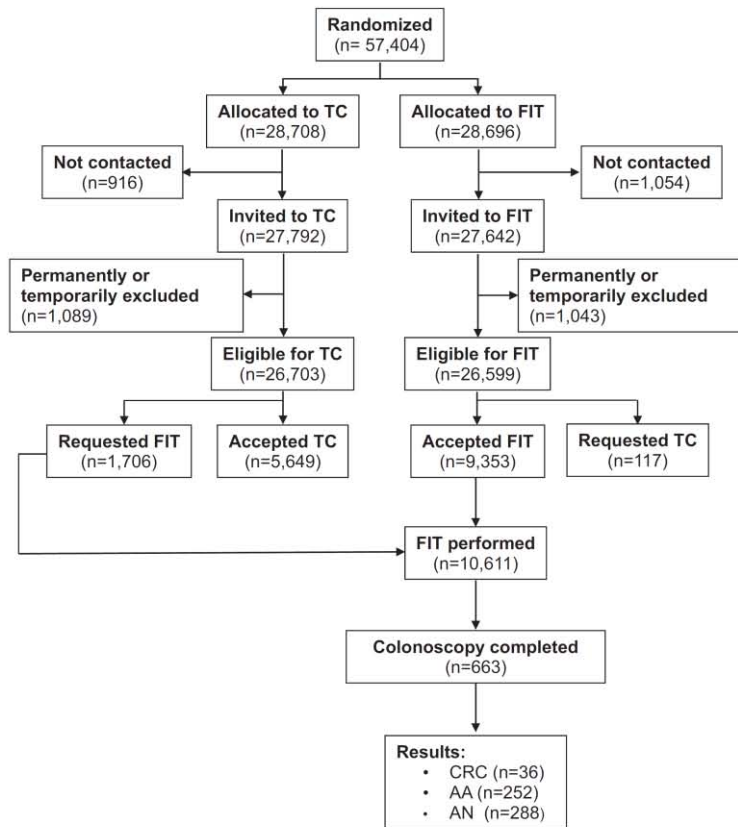 Randomized
(n= 57,404)
Allocated to TC
(n=28,708)
Allocated to FIT
(n=28,696)
Not contacted
(n=916)
Not contacted
(n=1,054)
Invited to TC
(n=27,792)
Invited to FIT
(n=27,642)
Permanently or
temporarily excluded
(n=1,089)
Permanently or
temporarily excluded
(n=1,043)
Eligible for TC
(n=26,703)
Eligible for FIT
(n=26,599)
Requested FIT
(n=1,706)
Accepted TC
(n=5,649)
Accepted FIT
(n=9,353)
Requested TC
(n=117)
FIT performed
(n=10,611)
Colonoscopy completed
(n=663)
Results:
• CRC (n=36)
• AA (n=252)
• AN (n=288)